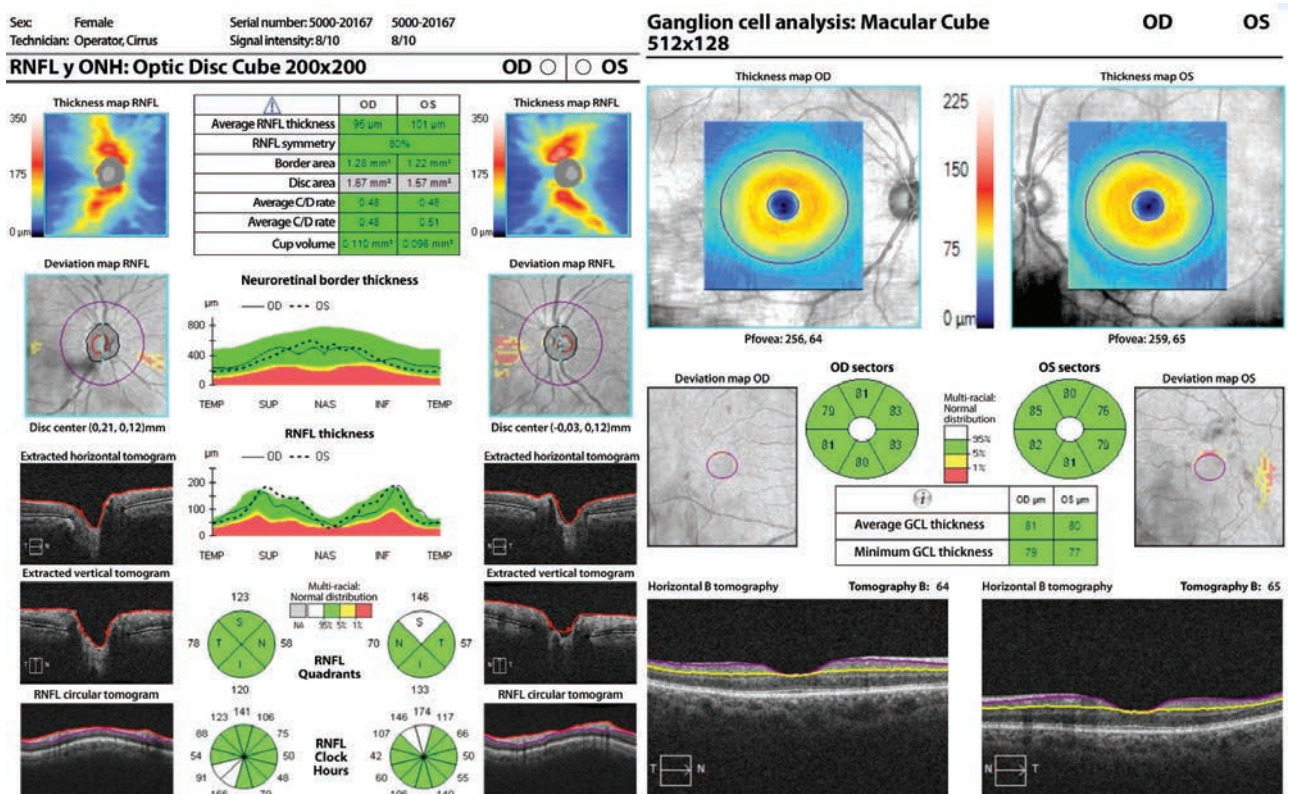 Sex: Female Serial number: 5000-20167 5000-20167
Technician: Operator, Cirrus Signal intensity: 8/10 8/10
RNFL y ONH: Optic Disc Cube 200x200 OD OS
Thickness map RNFL
350
175
0 µm
OD OS
Average RNFL thickness 96 µm 101 µm
RNFL symmetry 80%
Border area 1.28 mm² 1.22 mm²
Disc area 1.67 mm² 1.57 mm²
Average C/D rate 0.48 0.48
Average C/D rate 0.48 0.51
Cup volume 0.110 mm³ 0.098 mm³
Thickness map RNFL
350
175
0 µm
Deviation map RNFL
Disc center (0,21, 0,12)mm
Neuroretinal border thickness
µm OD OS
800
400
0
TEMP SUP NAS INF TEMP
Deviation map RNFL
Disc center (-0,03, 0,12)mm
RNFL thickness
µm OD OS
200
100
0
TEMP SUP NAS INF TEMP
Extracted horizontal tomogram
T N
Extracted horizontal tomogram
Extracted vertical tomogram
Extracted vertical tomogram
Multi-racial:
Normal distribution
NA 95% 5% 1%
123
S
78 T N 58
I
120
RNFL
Quadrants
146
S
70 N T 57
I
133
RNFL circular tomogram
RNFL circular tomogram
141
123 106
88 75
54 50
91 48
RNFL
Clock
Hours
174
146 117
107 66
42 50
60 55
Ganglion cell analysis: Macular Cube
512x128
OD OS
Thickness map OD
Pfovea: 256, 64
225
150
75
0 µm
Thickness map OS
Pfovea: 259, 65
Deviation map OD
OD sectors
81
79 83
81 83
80
Multi-racial:
Normal
distribution
95%
5%
1%
OS sectors
80
85 76
82 79
81
Deviation map OS
OD µm OS µm
Average GCL thickness 81 80
Minimum GCL thickness 79 77
Horizontal B tomography Tomography B: 64
T N
Horizontal B tomography Tomography B: 65
N T